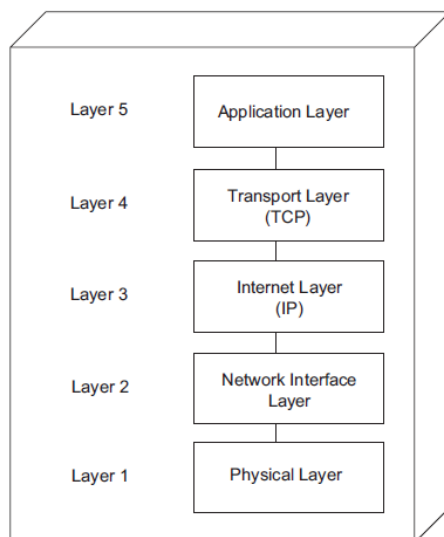 Layer 5
Application Layer
Layer 4
Transport Layer
(TCP)
Layer 3
Internet Layer
(IP)
Layer 2
Network Interface
Layer
Layer 1
Physical Layer